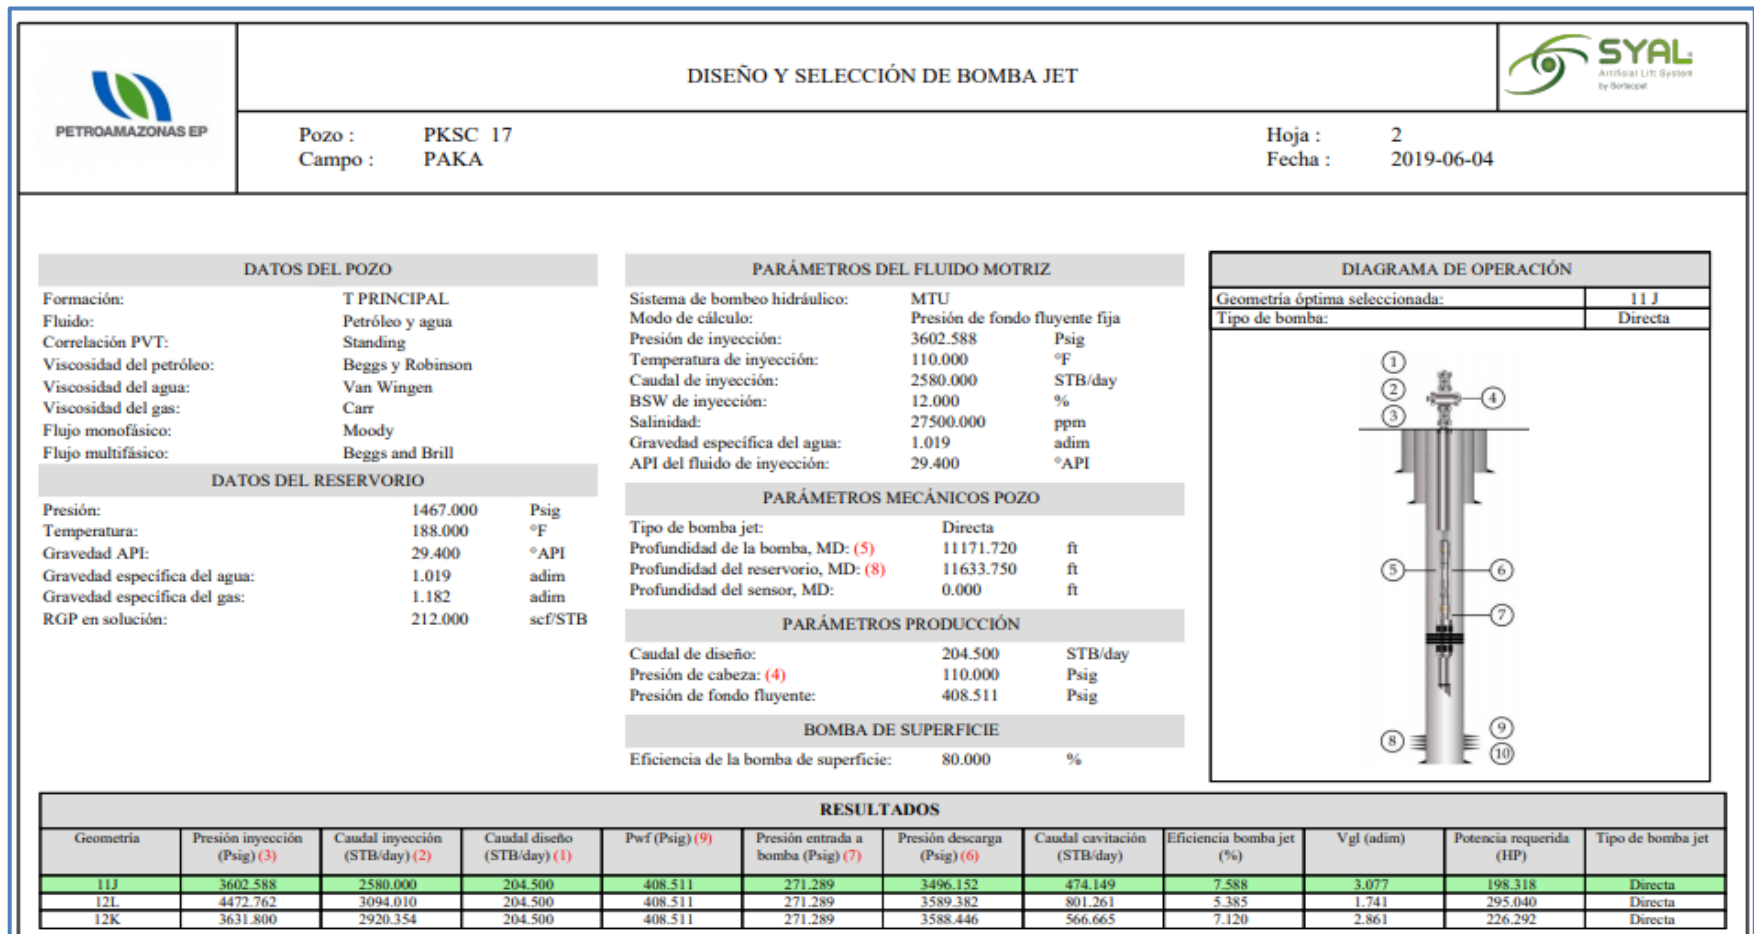 PETROAMAZONAS EP
DISEÑO Y SELECCIÓN DE BOMBA JET
SYAL
Artificial Lift System
by Sertecpet
Pozo : PKSC 17
Campo : PAKA
Hoja : 2
Fecha : 2019-06-04
DATOS DEL POZO
Formación: T PRINCIPAL
Fluido: Petróleo y agua
Correlación PVT: Standing
Viscosidad del petróleo: Beggs y Robinson
Viscosidad del agua: Van Wingen
Viscosidad del gas: Carr
Flujo monofásico: Moody
Flujo multifásico: Beggs and Brill
DATOS DEL RESERVORIO
Presión: 1467.000 Psig
Temperatura: 188.000 °F
Gravedad API: 29.400 °API
Gravedad específica del agua: 1.019 adim
Gravedad específica del gas: 1.182 adim
RGP en solución: 212.000 scf/STB
PARÁMETROS DEL FLUIDO MOTRIZ
Sistema de bombeo hidráulico: MTU
Modo de cálculo: Presión de fondo fluyente fija
Presión de inyección: 3602.588 Psig
Temperatura de inyección: 110.000 °F
Caudal de inyección: 2580.000 STB/day
BSW de inyección: 12.000 %
Salinidad: 27500.000 ppm
Gravedad específica del agua: 1.019 adim
API del fluido de inyección: 29.400 °API
PARÁMETROS MECÁNICOS POZO
Tipo de bomba jet: Directa
Profundidad de la bomba, MD: (5) 11171.720 ft
Profundidad del reservorio, MD: (8) 11633.750 ft
Profundidad del sensor, MD: 0.000 ft
PARÁMETROS PRODUCCIÓN
Caudal de diseño: 204.500 STB/day
Presión de cabeza: (4) 110.000 Psig
Presión de fondo fluyente: 408.511 Psig
BOMBA DE SUPERFICIE
Eficiencia de la bomba de superficie: 80.000 %
DIAGRAMA DE OPERACIÓN
Geometría óptima seleccionada: 11 J
Tipo de bomba: Directa
1
2
3
4
5
6
7
8
9
10
RESULTADOS
Geometría Presión inyección (Psig) (3) Caudal inyección (STB/day) (2) Caudal diseño (STB/day) (1) Pwf (Psig) (9) Presión entrada a bomba (Psig) (7) Presión descarga (Psig) (6) Caudal cavitación (STB/day) Eficiencia bomba jet (%) Vgl (adim) Potencia requerida (HP) Tipo de bomba jet
11J 3602.588 2580.000 204.500 408.511 271.289 3496.152 474.149 7.588 3.077 198.318 Directa
12L 4472.762 3094.010 204.500 408.511 271.289 3589.382 801.261 5.385 1.741 295.040 Directa
12K 3631.800 2920.354 204.500 408.511 271.289 3588.446 566.665 7.120 2.861 226.292 Directa